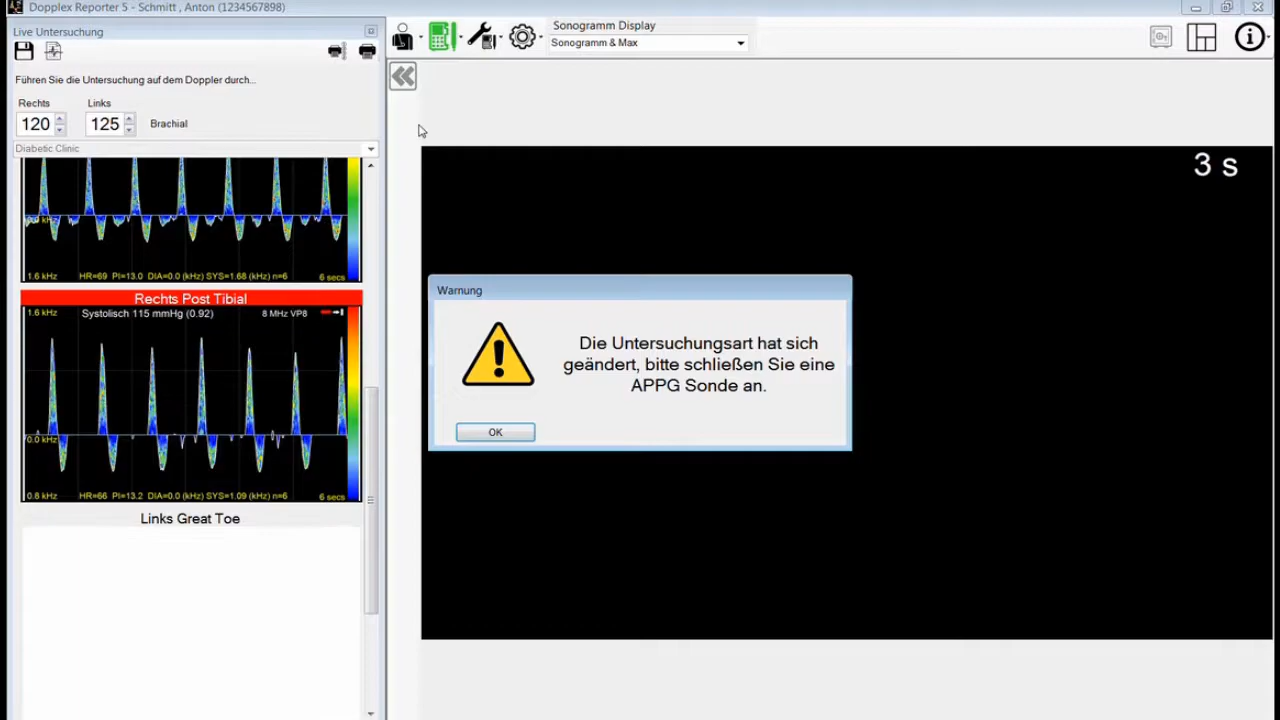 Dopplex Reporter 5 - Schmitt , Anton (1234567898)
Live Untersuchung
Sonogramm Display
Sonogramm & Max
Führen Sie die Untersuchung auf dem Doppler durch...
Rechts Links
120 125 Brachial
Diabetic Clinic
3 s
1.6 kHz HR=69 PI=13.0 DIA=0.0 (kHz) SYS=1.68 (kHz) n=6 6 secs
Rechts Post Tibial
1.6 kHz Systolisch 115 mmHg (0.92) 8 MHz VP8
0.0 kHz
0.8 kHz HR=66 PI=13.2 DIA=0.0 (kHz) SYS=1.09 (kHz) n=6 6 secs
Links Great Toe
Warnung
Die Untersuchungsart hat sich
geändert, bitte schließen Sie eine
APPG Sonde an.
OK